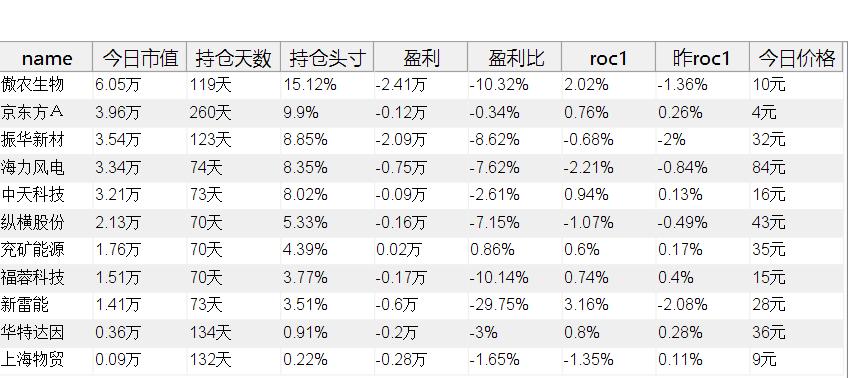 name 今日市值 持仓天数 持仓头寸 盈利 盈利比 roc1 昨roc1 今日价格
傲农生物 6.05万 119天 15.12% -2.41万 -10.32% 2.02% -1.36% 10元
京东方A 3.96万 260天 9.9% -0.12万 -0.34% 0.76% 0.26% 4元
振华新材 3.54万 123天 8.85% -2.09万 -8.62% -0.68% -2% 32元
海力风电 3.34万 74天 8.35% -0.75万 -7.62% -2.21% -0.84% 84元
中天科技 3.21万 73天 8.02% -0.09万 -2.61% 0.94% 0.13% 16元
纵横股份 2.13万 70天 5.33% -0.16万 -7.15% -1.07% -0.49% 43元
兖矿能源 1.76万 70天 4.39% 0.02万 0.86% 0.6% 0.17% 35元
福蓉科技 1.51万 70天 3.77% -0.17万 -10.14% 0.74% 0.4% 15元
新雷能 1.41万 73天 3.51% -0.6万 -29.75% 3.16% -2.08% 28元
华特达因 0.36万 134天 0.91% -0.2万 -3% 0.8% 0.28% 36元
上海物贸 0.09万 132天 0.22% -0.28万 -1.65% -1.35% 0.11% 9元